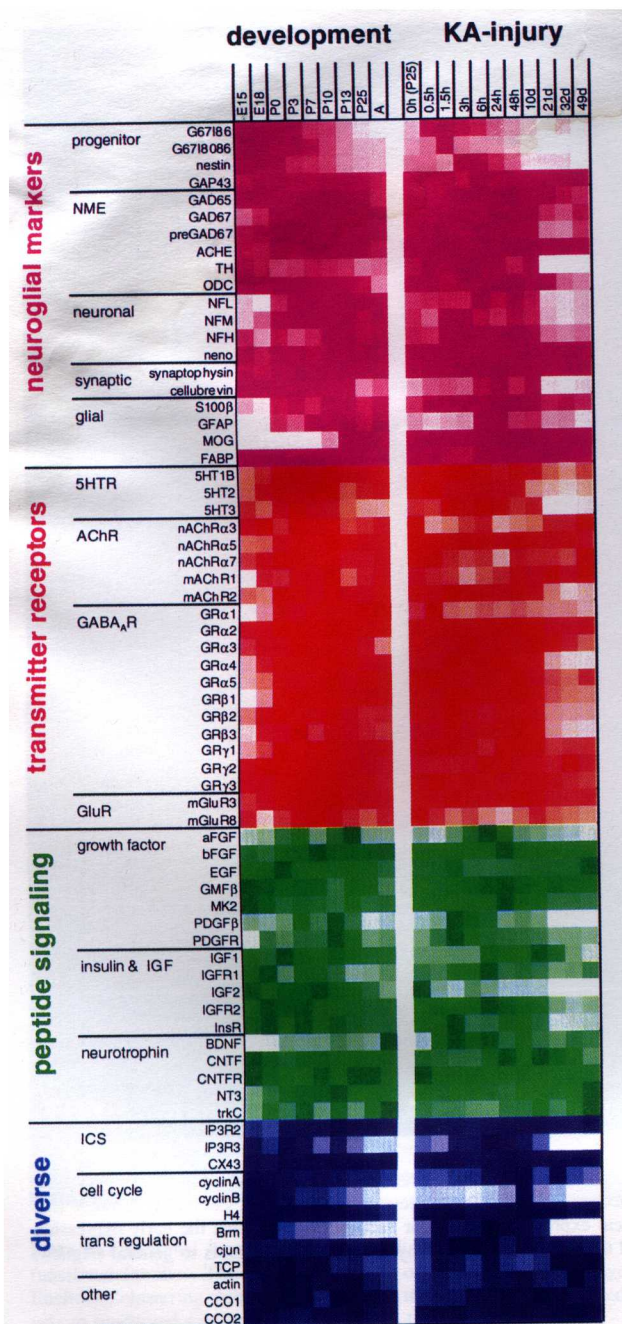 development KA-injury
E15 E18 P0 P3 P7 P10 P13 P25 A 0h (P25) 0.5h 1.5h 3h 6h 24h 48h 10d 21d 32d 49d
neuroglial markers
progenitor
G67I86
G67I8086
nestin
GAP43
NME
GAD65
GAD67
preGAD67
ACHE
TH
ODC
neuronal
NFL
NFM
NFH
neno
synaptic
synaptophysin
cellubrevin
glial
S100β
GFAP
MOG
FABP
transmitter receptors
5HTR
5HT1B
5HT2
5HT3
AChR
nAChRα3
nAChRα5
nAChRα7
mAChR1
mAChR2
GABAAR
GRα1
GRα2
GRα3
GRα4
GRα5
GRβ1
GRβ2
GRβ3
GRγ1
GRγ2
GRγ3
GluR
mGluR3
mGluR8
peptide signaling
growth factor
aFGF
bFGF
EGF
GMFβ
MK2
PDGFβ
PDGFR
insulin & IGF
IGF1
IGFR1
IGF2
IGFR2
InsR
neurotrophin
BDNF
CNTF
CNTFR
NT3
trkC
diverse
ICS
IP3R2
IP3R3
CX43
cell cycle
cyclinA
cyclinB
H4
trans regulation
Brm
cjun
TCP
other
actin
CCO1
CCO2